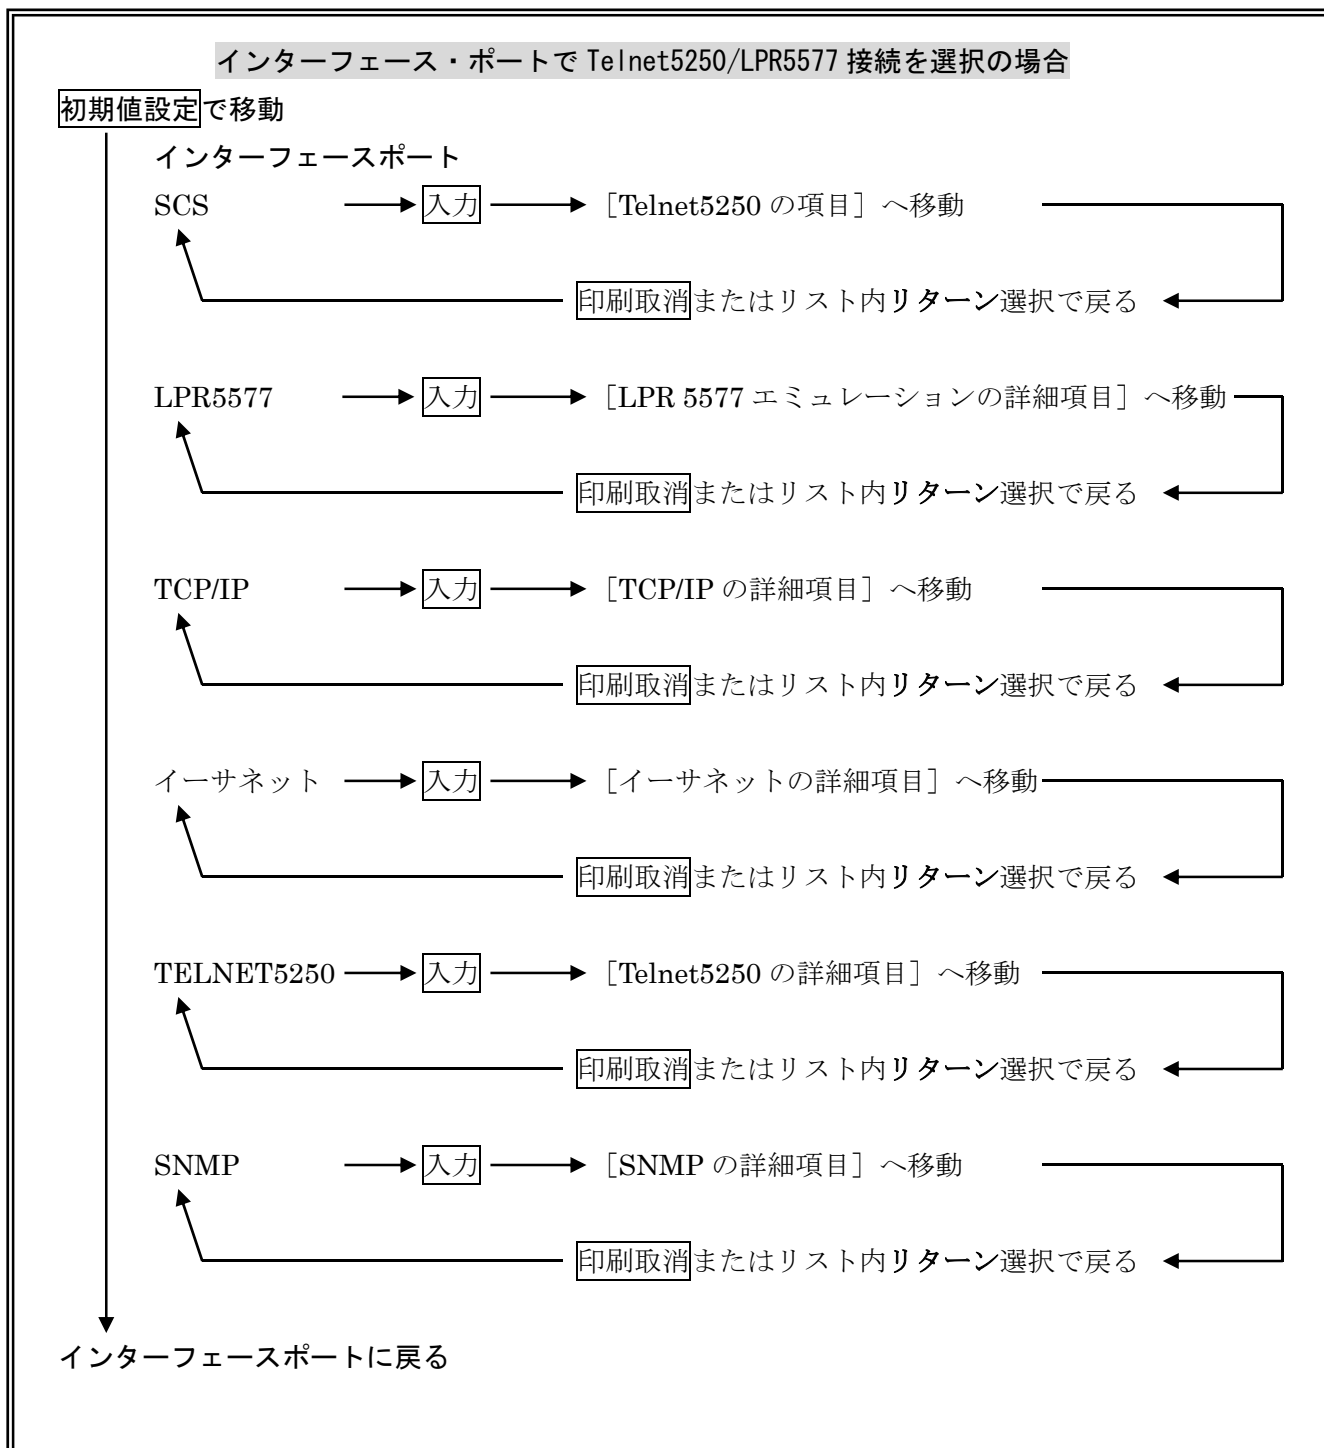 インターフェース・ポートで Telnet5250/LPR5577 接続を選択の場合
初期値設定で移動
インターフェースポート
SCS 入力 ［Telnet5250 の項目］へ移動
印刷取消またはリスト内リターン選択で戻る
LPR5577 入力 ［LPR 5577 エミュレーションの詳細項目］へ移動
印刷取消またはリスト内リターン選択で戻る
TCP/IP 入力 ［TCP/IP の詳細項目］へ移動
印刷取消またはリスト内リターン選択で戻る
イーサネット 入力 ［イーサネットの詳細項目］へ移動
印刷取消またはリスト内リターン選択で戻る
TELNET5250 入力 ［Telnet5250 の詳細項目］へ移動
印刷取消またはリスト内リターン選択で戻る
SNMP 入力 ［SNMP の詳細項目］へ移動
印刷取消またはリスト内リターン選択で戻る
インターフェースポートに戻る